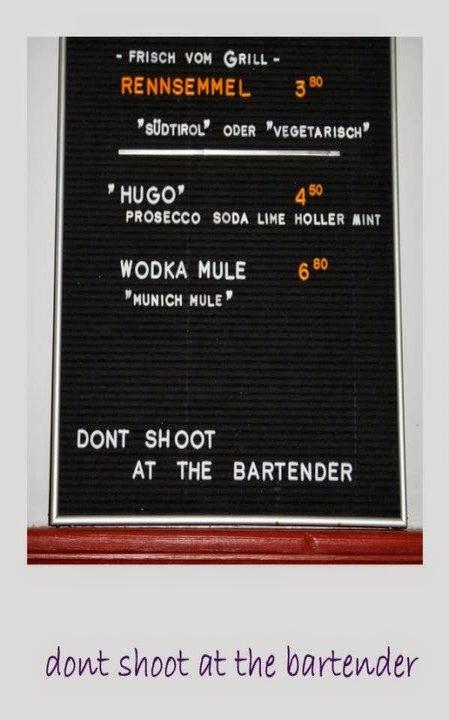 - FRISCH VOM GRILL -
RENNSEMMEL 3 80
"SÜDTIROL" ODER "VEGETARISCH"
"HUGO" 4 50
PROSECCO SODA LIME HOLLER MINT
WODKA MULE 6 80
"MUNICH MULE"
DONT SHOOT
AT THE BARTENDER
dont shoot at the bartender